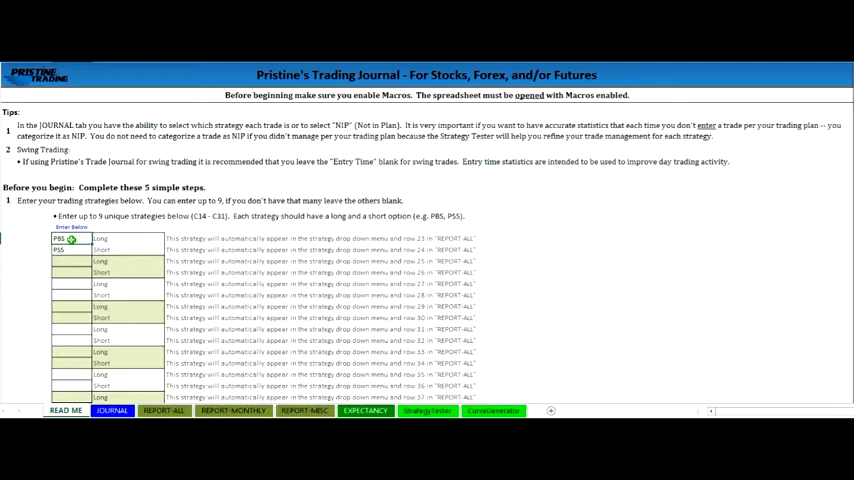 PRISTINE
TRADING
Pristine's Trading Journal - For Stocks, Forex, and/or Futures
Before beginning make sure you enable Macros. The spreadsheet must be opened with Macros enabled.
Tips:
1 In the JOURNAL tab you have the ability to select which strategy each trade is or to select "NIP" (Not in Plan). It is very important if you want to have accurate statistics that each time you don't enter a trade per your trading plan -- you
categorize it as NIP. You do not need to categorize a trade as NIP if you didn't manage per your trading plan because the Strategy Tester will help you refine your trade management for each strategy.
2 Swing Trading:
• If using Pristine's Trade Journal for swing trading it is recommended that you leave the "Entry Time" blank for swing trades. Entry time statistics are intended to be used to improve day trading activity.
Before you begin: Complete these 5 simple steps.
1 Enter your trading strategies below. You can enter up to 9, if you don't have that many leave the others blank.
• Enter up to 9 unique strategies below (C14 - C31). Each strategy should have a long and a short option (e.g. PBS, PSS).
Enter Below
PBS Long This strategy will automatically appear in the strategy drop down menu and row 23 in "REPORT-ALL"
PSS Short This strategy will automatically appear in the strategy drop down menu and row 24 in "REPORT-ALL"
Long This strategy will automatically appear in the strategy drop down menu and row 25 in "REPORT-ALL"
Short This strategy will automatically appear in the strategy drop down menu and row 26 in "REPORT-ALL"
Long This strategy will automatically appear in the strategy drop down menu and row 27 in "REPORT-ALL"
Short This strategy will automatically appear in the strategy drop down menu and row 28 in "REPORT-ALL"
Long This strategy will automatically appear in the strategy drop down menu and row 29 in "REPORT-ALL"
Short This strategy will automatically appear in the strategy drop down menu and row 30 in "REPORT-ALL"
Long This strategy will automatically appear in the strategy drop down menu and row 31 in "REPORT-ALL"
Short This strategy will automatically appear in the strategy drop down menu and row 32 in "REPORT-ALL"
Long This strategy will automatically appear in the strategy drop down menu and row 33 in "REPORT-ALL"
Short This strategy will automatically appear in the strategy drop down menu and row 34 in "REPORT-ALL"
Long This strategy will automatically appear in the strategy drop down menu and row 35 in "REPORT-ALL"
Short This strategy will automatically appear in the strategy drop down menu and row 36 in "REPORT-ALL"
Long This strategy will automatically appear in the strategy drop down menu and row 37 in "REPORT-ALL"
READ ME JOURNAL REPORT-ALL REPORT-MONTHLY REPORT-MISC EXPECTANCY StrategyTester CurveGenerator